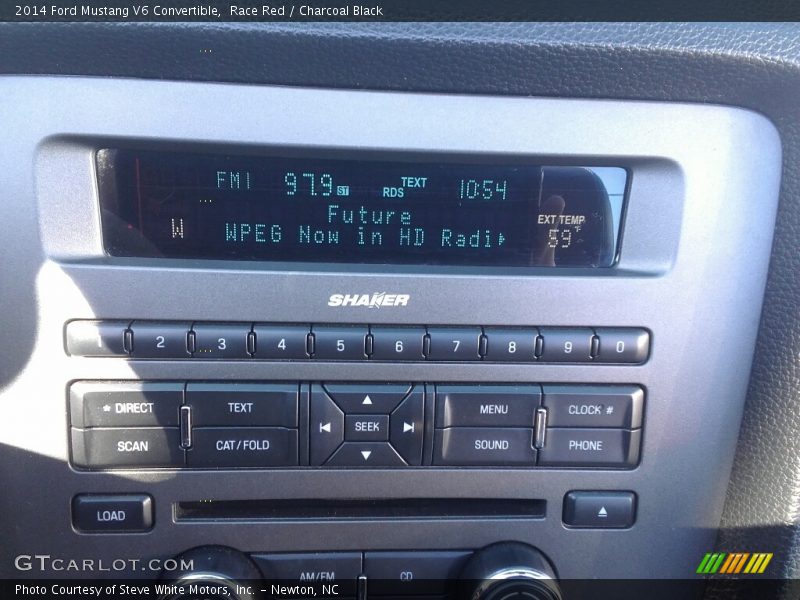 2014 Ford Mustang V6 Convertible, Race Red / Charcoal Black
FM1 97.9 ST RDS TEXT 10:54
Future
EXT TEMP
W WPEG Now in HD Radi 59°F
SHAKER
1 2 3 4 5 6 7 8 9 0
* DIRECT TEXT MENU CLOCK #
SEEK
SCAN CAT/FOLD SOUND PHONE
LOAD
AM/FM CD
GTCARLOT.COM
Photo Courtesy of Steve White Motors, Inc. – Newton, NC